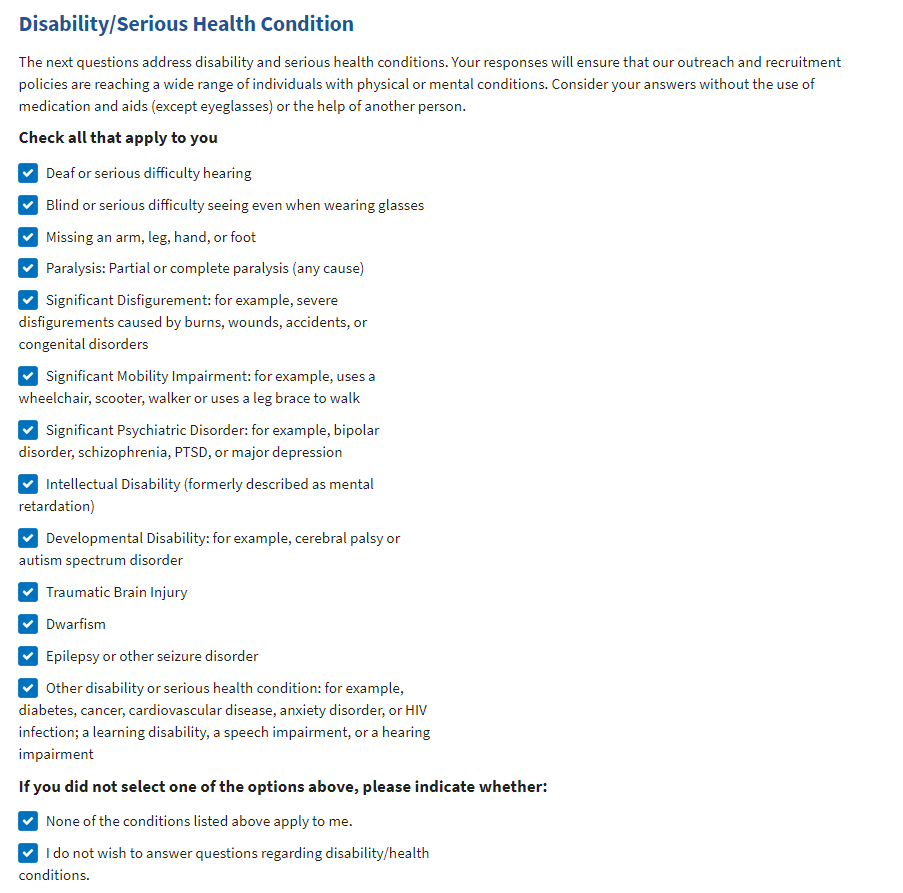 Disability/Serious Health Condition
The next questions address disability and serious health conditions. Your responses will ensure that our outreach and recruitment
policies are reaching a wide range of individuals with physical or mental conditions. Consider your answers without the use of
medication and aids (except eyeglasses) or the help of another person.
Check all that apply to you
Deaf or serious difficulty hearing
Blind or serious difficulty seeing even when wearing glasses
Missing an arm, leg, hand, or foot
Paralysis: Partial or complete paralysis (any cause)
Significant Disfigurement: for example, severe
disfigurements caused by burns, wounds, accidents, or
congenital disorders
Significant Mobility Impairment: for example, uses a
wheelchair, scooter, walker or uses a leg brace to walk
Significant Psychiatric Disorder: for example, bipolar
disorder, schizophrenia, PTSD, or major depression
Intellectual Disability (formerly described as mental
retardation)
Developmental Disability: for example, cerebral palsy or
autism spectrum disorder
Traumatic Brain Injury
Dwarfism
Epilepsy or other seizure disorder
Other disability or serious health condition: for example,
diabetes, cancer, cardiovascular disease, anxiety disorder, or HIV
infection; a learning disability, a speech impairment, or a hearing
impairment
If you did not select one of the options above, please indicate whether:
None of the conditions listed above apply to me.
I do not wish to answer questions regarding disability/health
conditions.